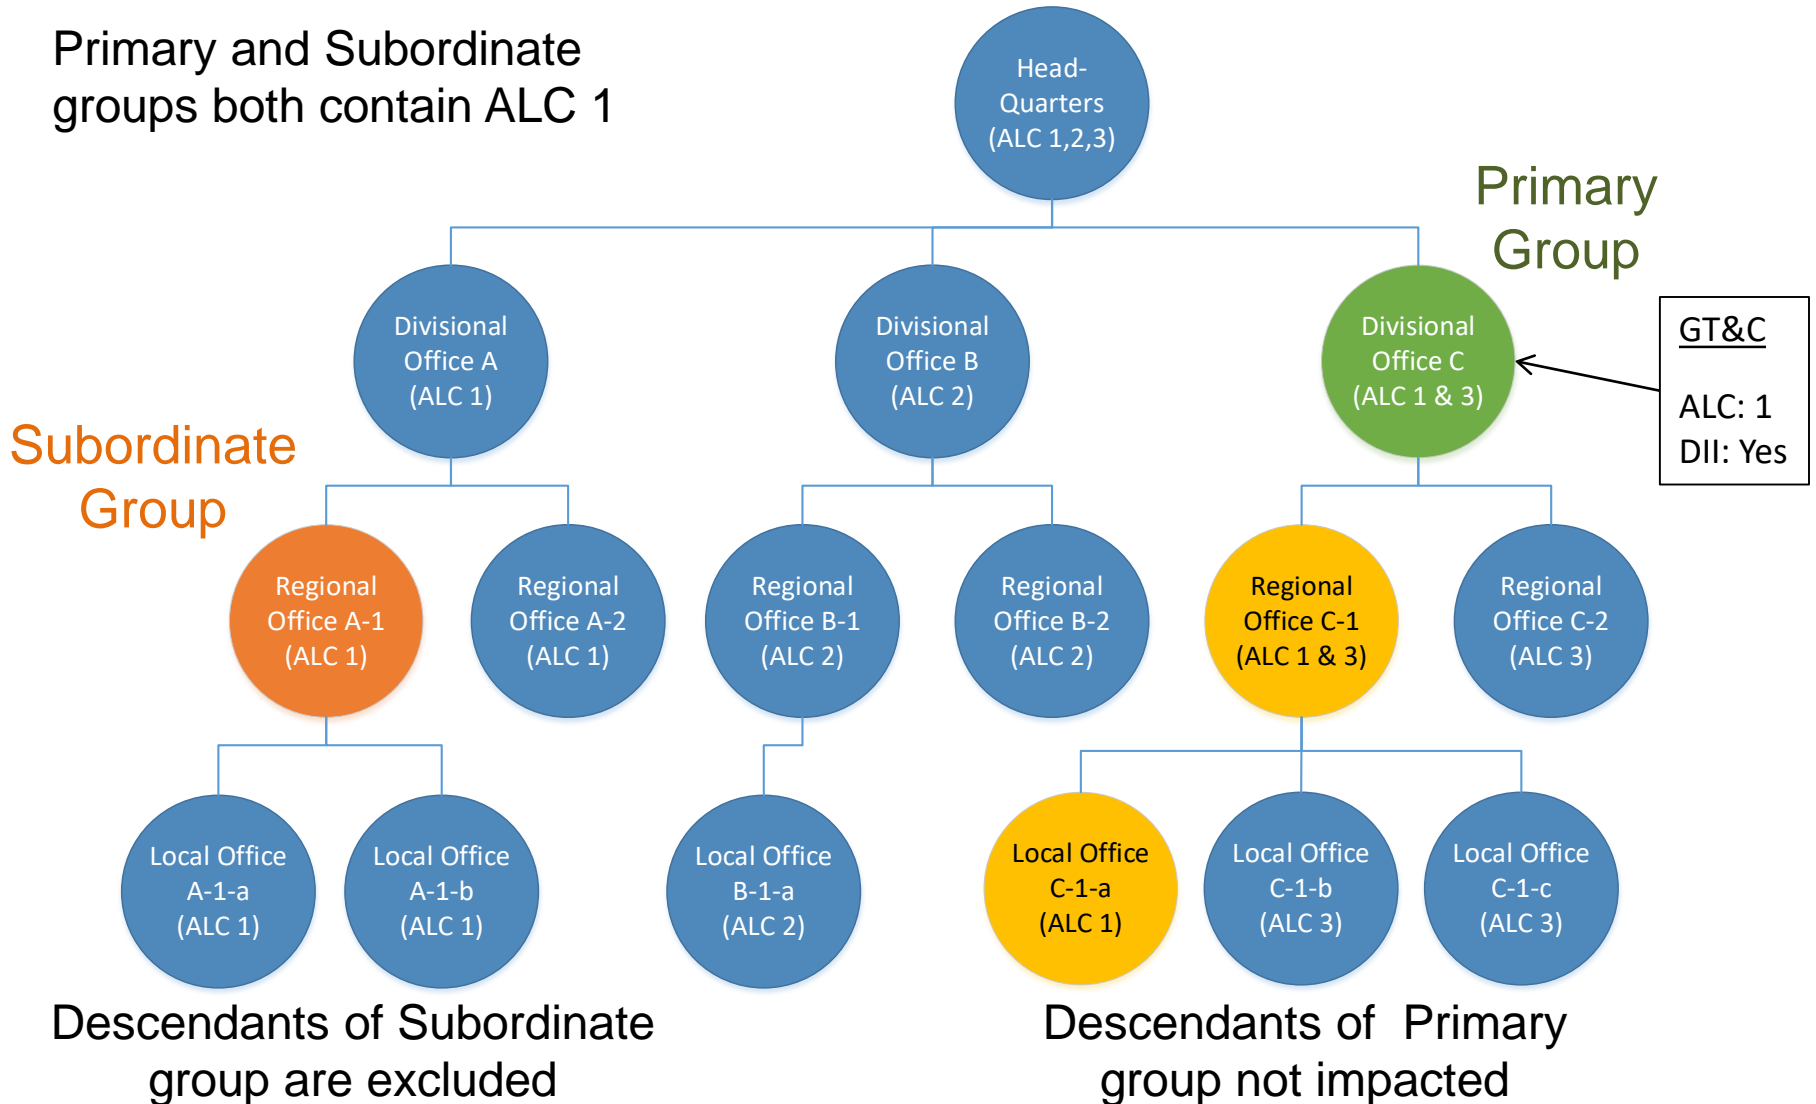 Primary and Subordinate
groups both contain ALC 1
Head-
Quarters
(ALC 1,2,3)
Primary
Group
Divisional
Office A
(ALC 1)
Divisional
Office B
(ALC 2)
Divisional
Office C
(ALC 1 & 3)
GT&C
ALC: 1
DII: Yes
Subordinate
Group
Regional
Office A-1
(ALC 1)
Regional
Office A-2
(ALC 1)
Regional
Office B-1
(ALC 2)
Regional
Office B-2
(ALC 2)
Regional
Office C-1
(ALC 1 & 3)
Regional
Office C-2
(ALC 3)
Local Office
A-1-a
(ALC 1)
Local Office
A-1-b
(ALC 1)
Local Office
B-1-a
(ALC 2)
Local Office
C-1-a
(ALC 1)
Local Office
C-1-b
(ALC 3)
Local Office
C-1-c
(ALC 3)
Descendants of Subordinate
group are excluded
Descendants of Primary
group not impacted